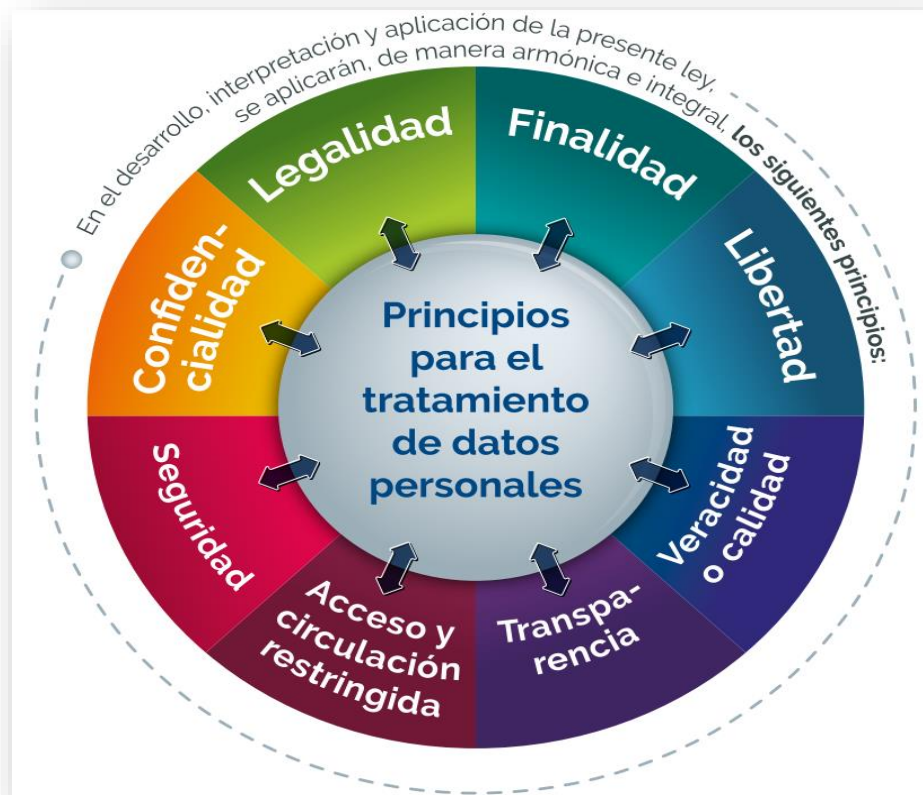 En el desarrollo, interpretación y aplicación de la presente ley,
se aplicarán, de manera armónica e integral, los siguientes principios:
Principios
para el
tratamiento
de datos
personales
Legalidad
Finalidad
Libertad
Veracidad
o calidad
Transpa-
rencia
Acceso y
circulación
restringida
Seguridad
Confiden-
cialidad